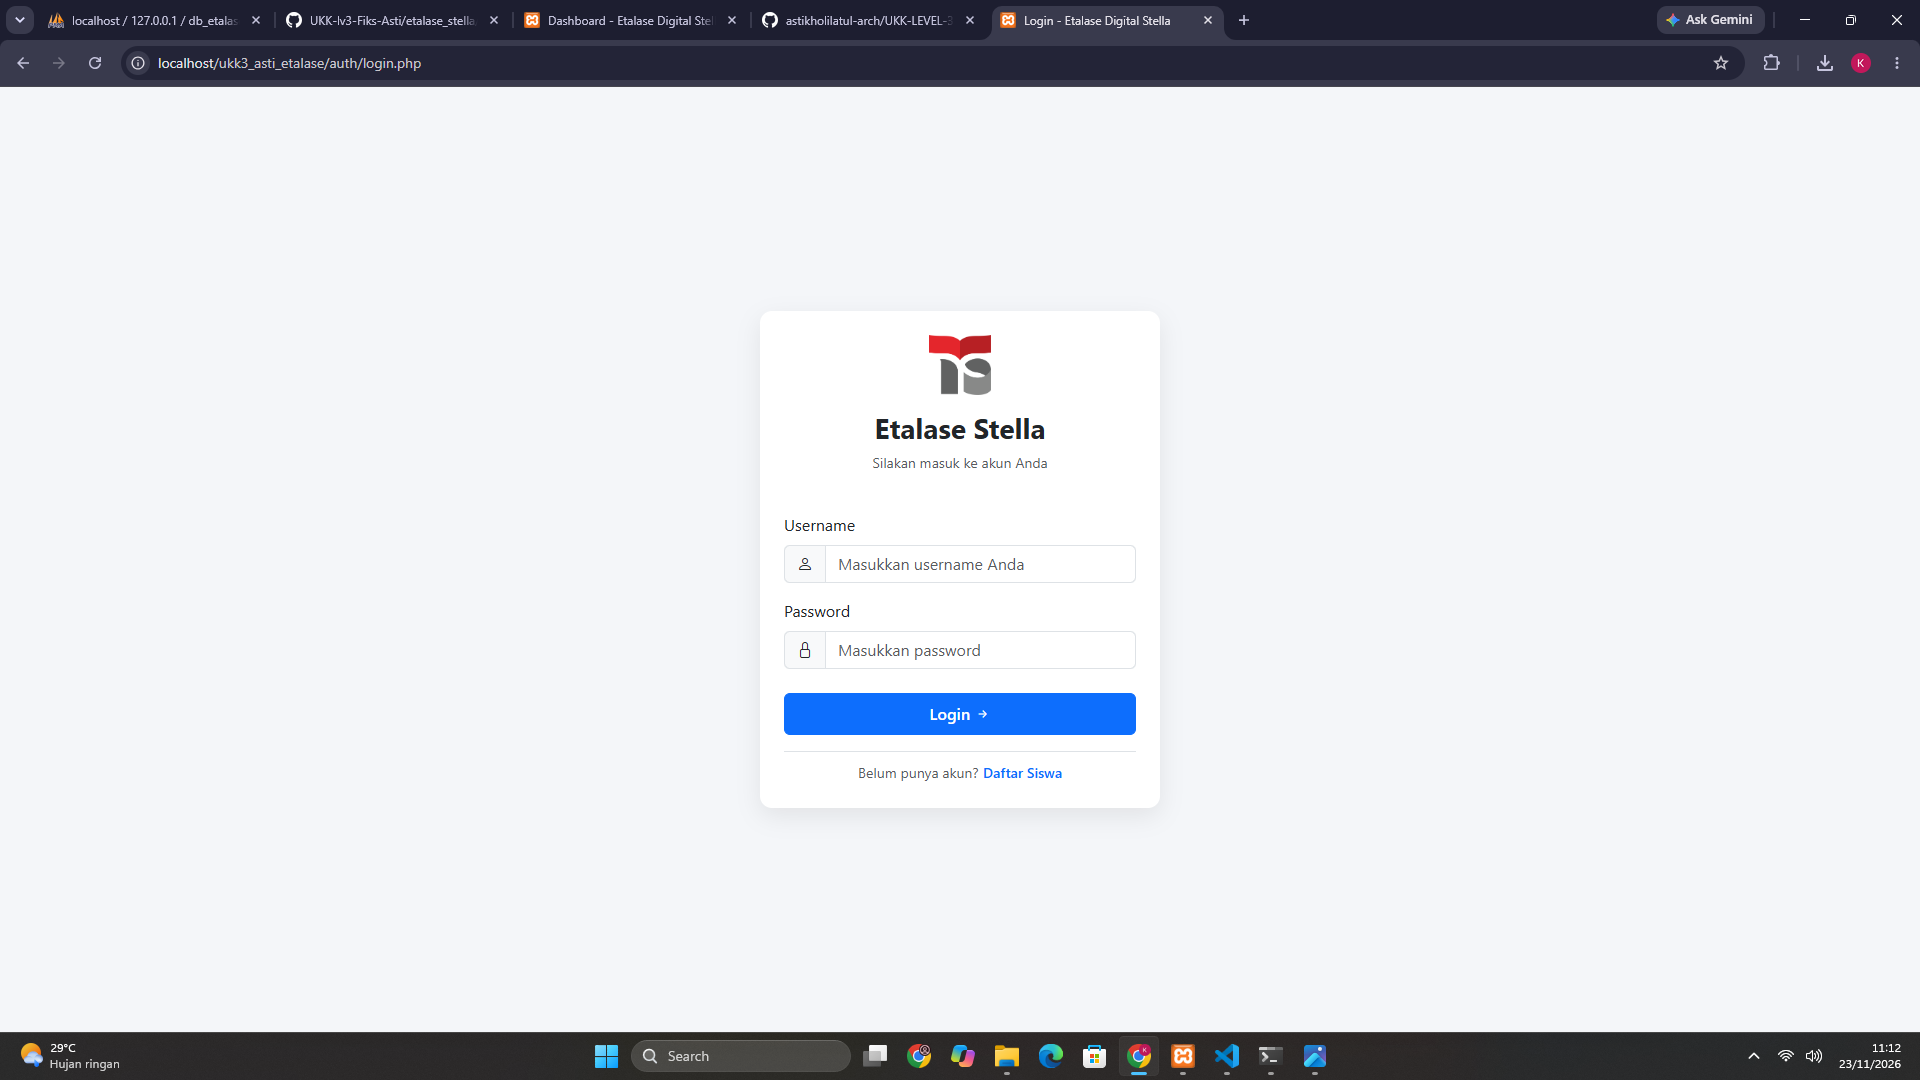 localhost / 127.0.0.1 / db_etalas
UKK-lv3-Fiks-Asti/etalase_stella
Dashboard - Etalase Digital Stel
astikholilatul-arch/UKK-LEVEL-3
Login - Etalase Digital Stella
Ask Gemini
localhost/ukk3_asti_etalase/auth/login.php
K
Etalase Stella
Silakan masuk ke akun Anda
Username
Masukkan username Anda
Password
Masukkan password
Login →
Belum punya akun? Daftar Siswa
29°C
Hujan ringan
Search
11:12
23/11/2026